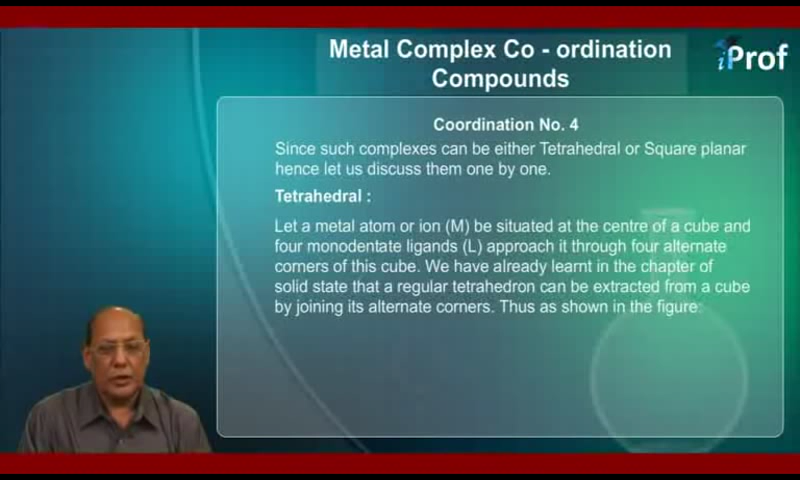 Metal Complex Co - ordination
Compounds
iProf
Coordination No. 4
Since such complexes can be either Tetrahedral or Square planar
hence let us discuss them one by one.
Tetrahedral :
Let a metal atom or ion (M) be situated at the centre of a cube and
four monodentate ligands (L) approach it through four alternate
corners of this cube. We have already learnt in the chapter of
solid state that a regular tetrahedron can be extracted from a cube
by joining its alternate corners. Thus as shown in the figure: